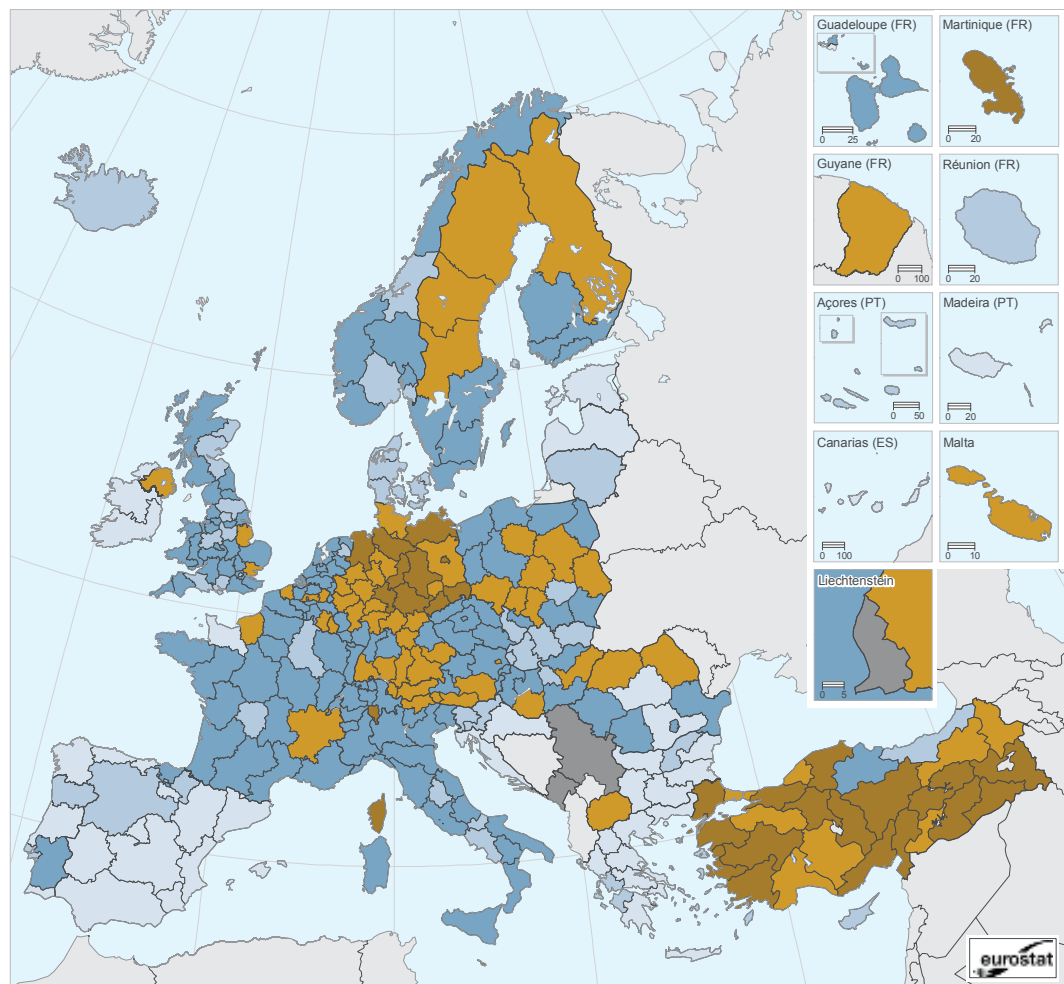 Guadeloupe (FR)
0 25
Martinique (FR)
0 20
Guyane (FR)
0 100
Réunion (FR)
0 20
Açores (PT)
0 50
Madeira (PT)
0 20
Canarias (ES)
0 100
Malta
0 10
Liechtenstein
0 5
eurostat